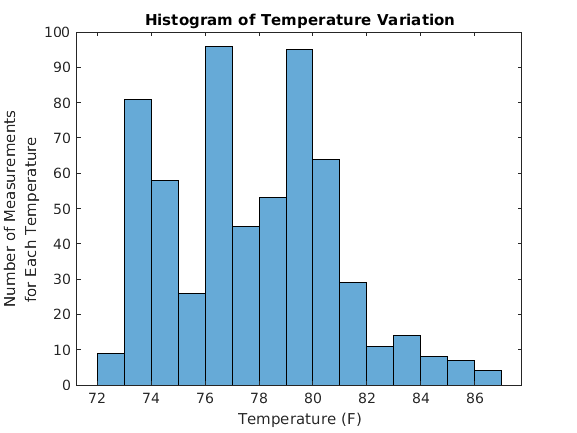 Histogram of Temperature Variation
Number of Measurements
for Each Temperature
100
90
80
70
60
50
40
30
20
10
0
72 74 76 78 80 82 84 86
Temperature (F)